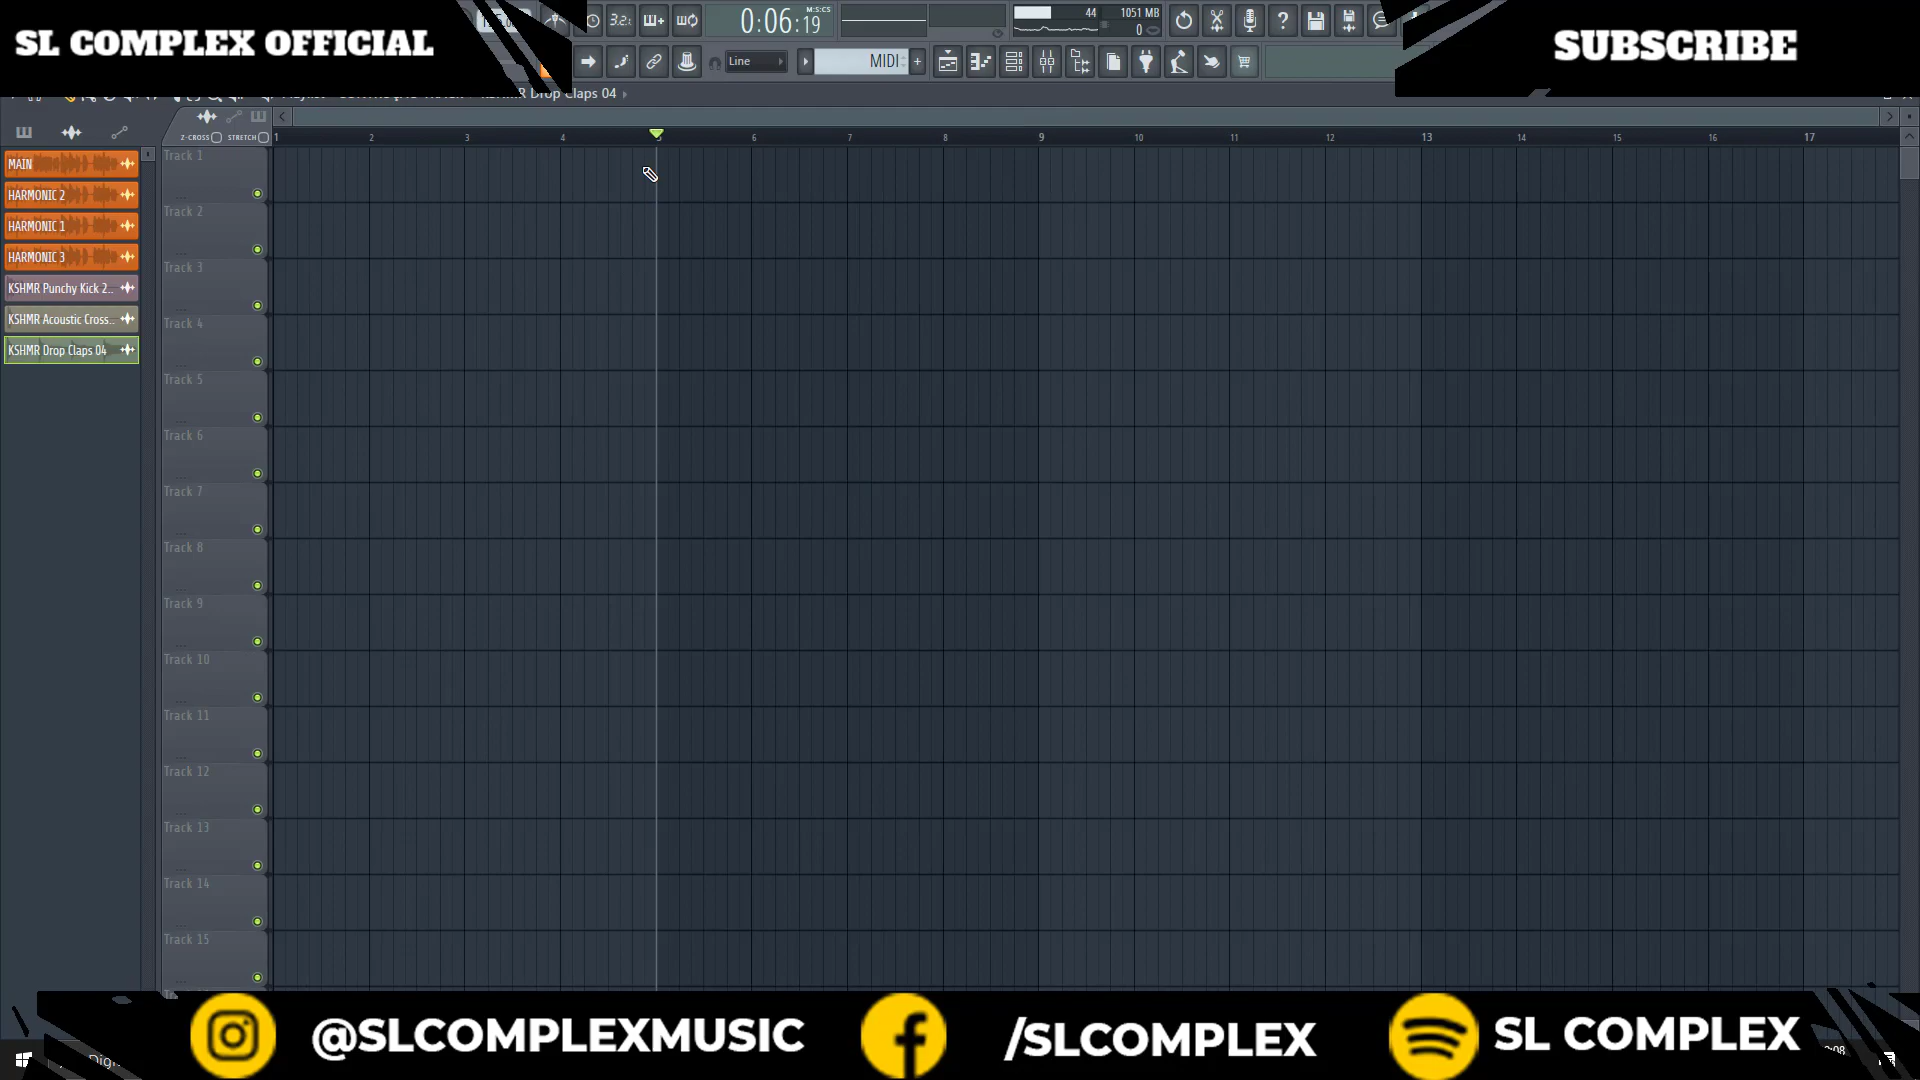 SL COMPLEX OFFICIAL
SUBSCRIBE
3.2.
0:06:19
M:S:CS
44
1051 MB
0
Line
MIDI
KSHMR Drop Claps 04
Z-CROSS
STRETCH
1 2 3 4 5 6 7 8 9 10 11 12 13 14 15 16 17
MAIN
HARMONIC 2
HARMONIC 1
HARMONIC 3
KSHMR Punchy Kick 2..
KSHMR Acoustic Cross..
KSHMR Drop Claps 04
Track 1
Track 2
Track 3
Track 4
Track 5
Track 6
Track 7
Track 8
Track 9
Track 10
Track 11
Track 12
Track 13
Track 14
Track 15
@SLCOMPLEXMUSIC
/SLCOMPLEX
SL COMPLEX